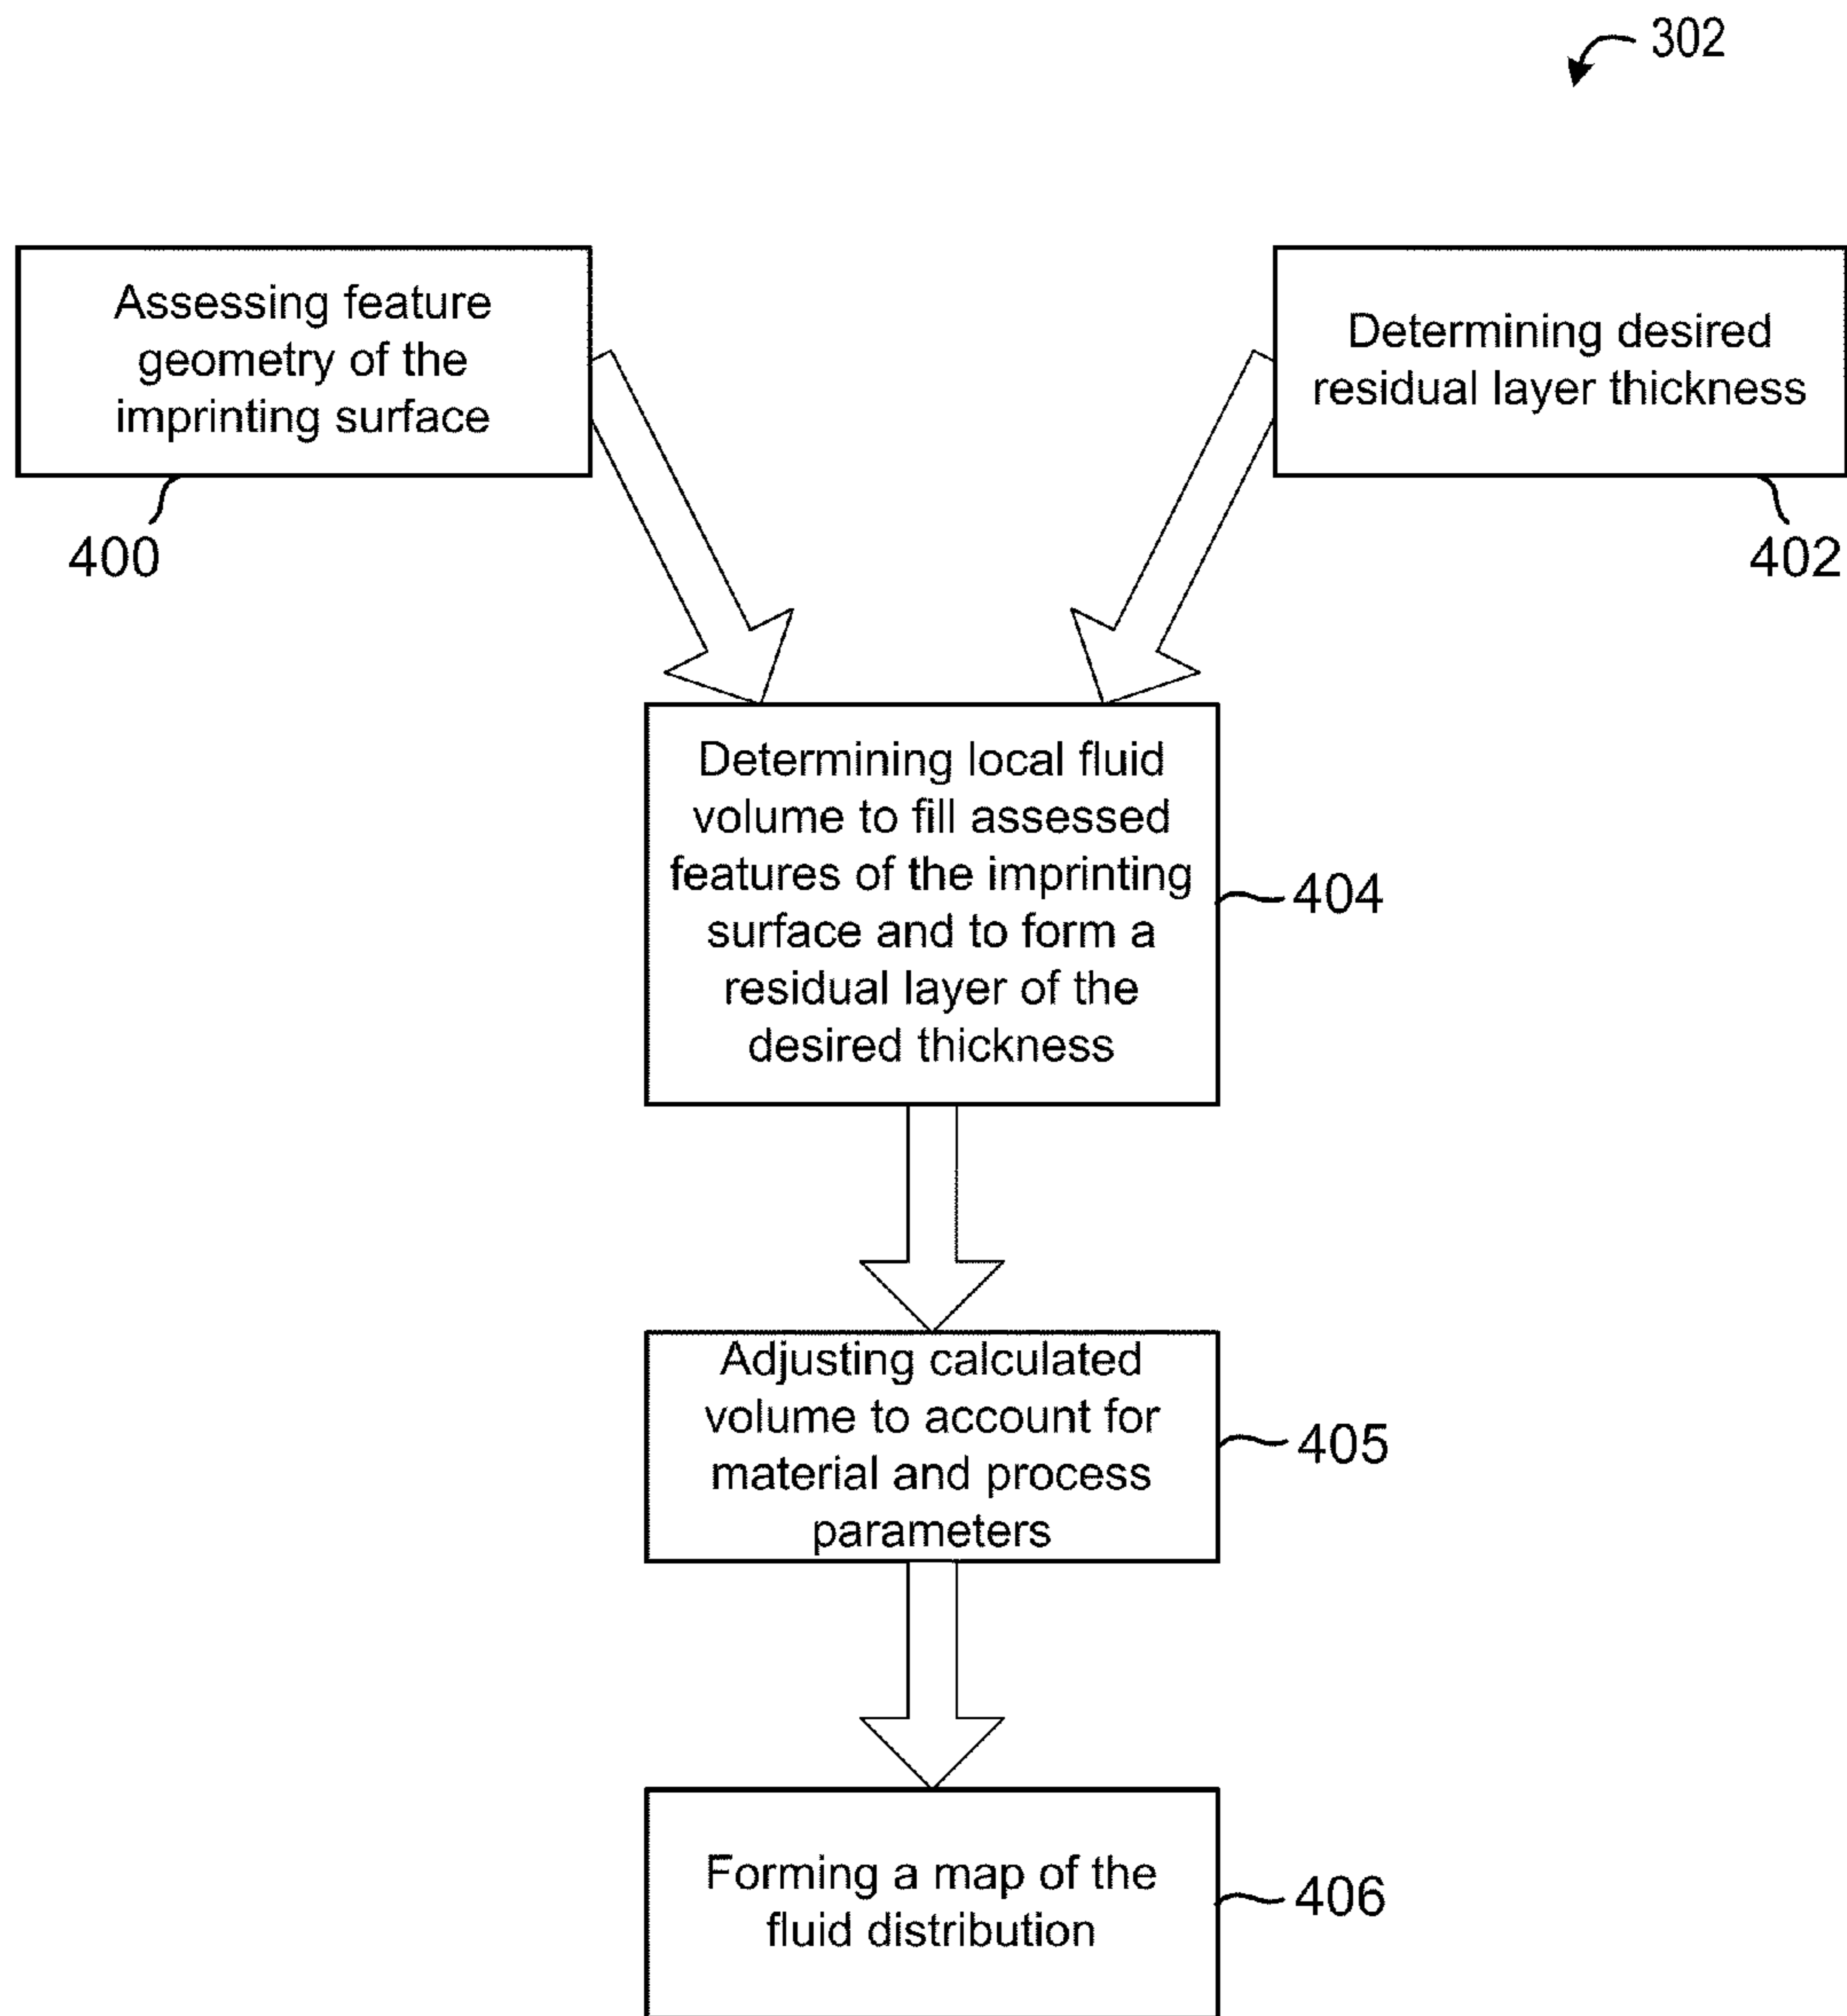 302
Assessing feature
geometry of the
imprinting surface
400
Determining desired
residual layer thickness
402
Determining local fluid
volume to fill assessed
features of the imprinting
surface and to form a
residual layer of the
desired thickness
404
Adjusting calculated
volume to account for
material and process
parameters
405
Forming a map of the
fluid distribution
406